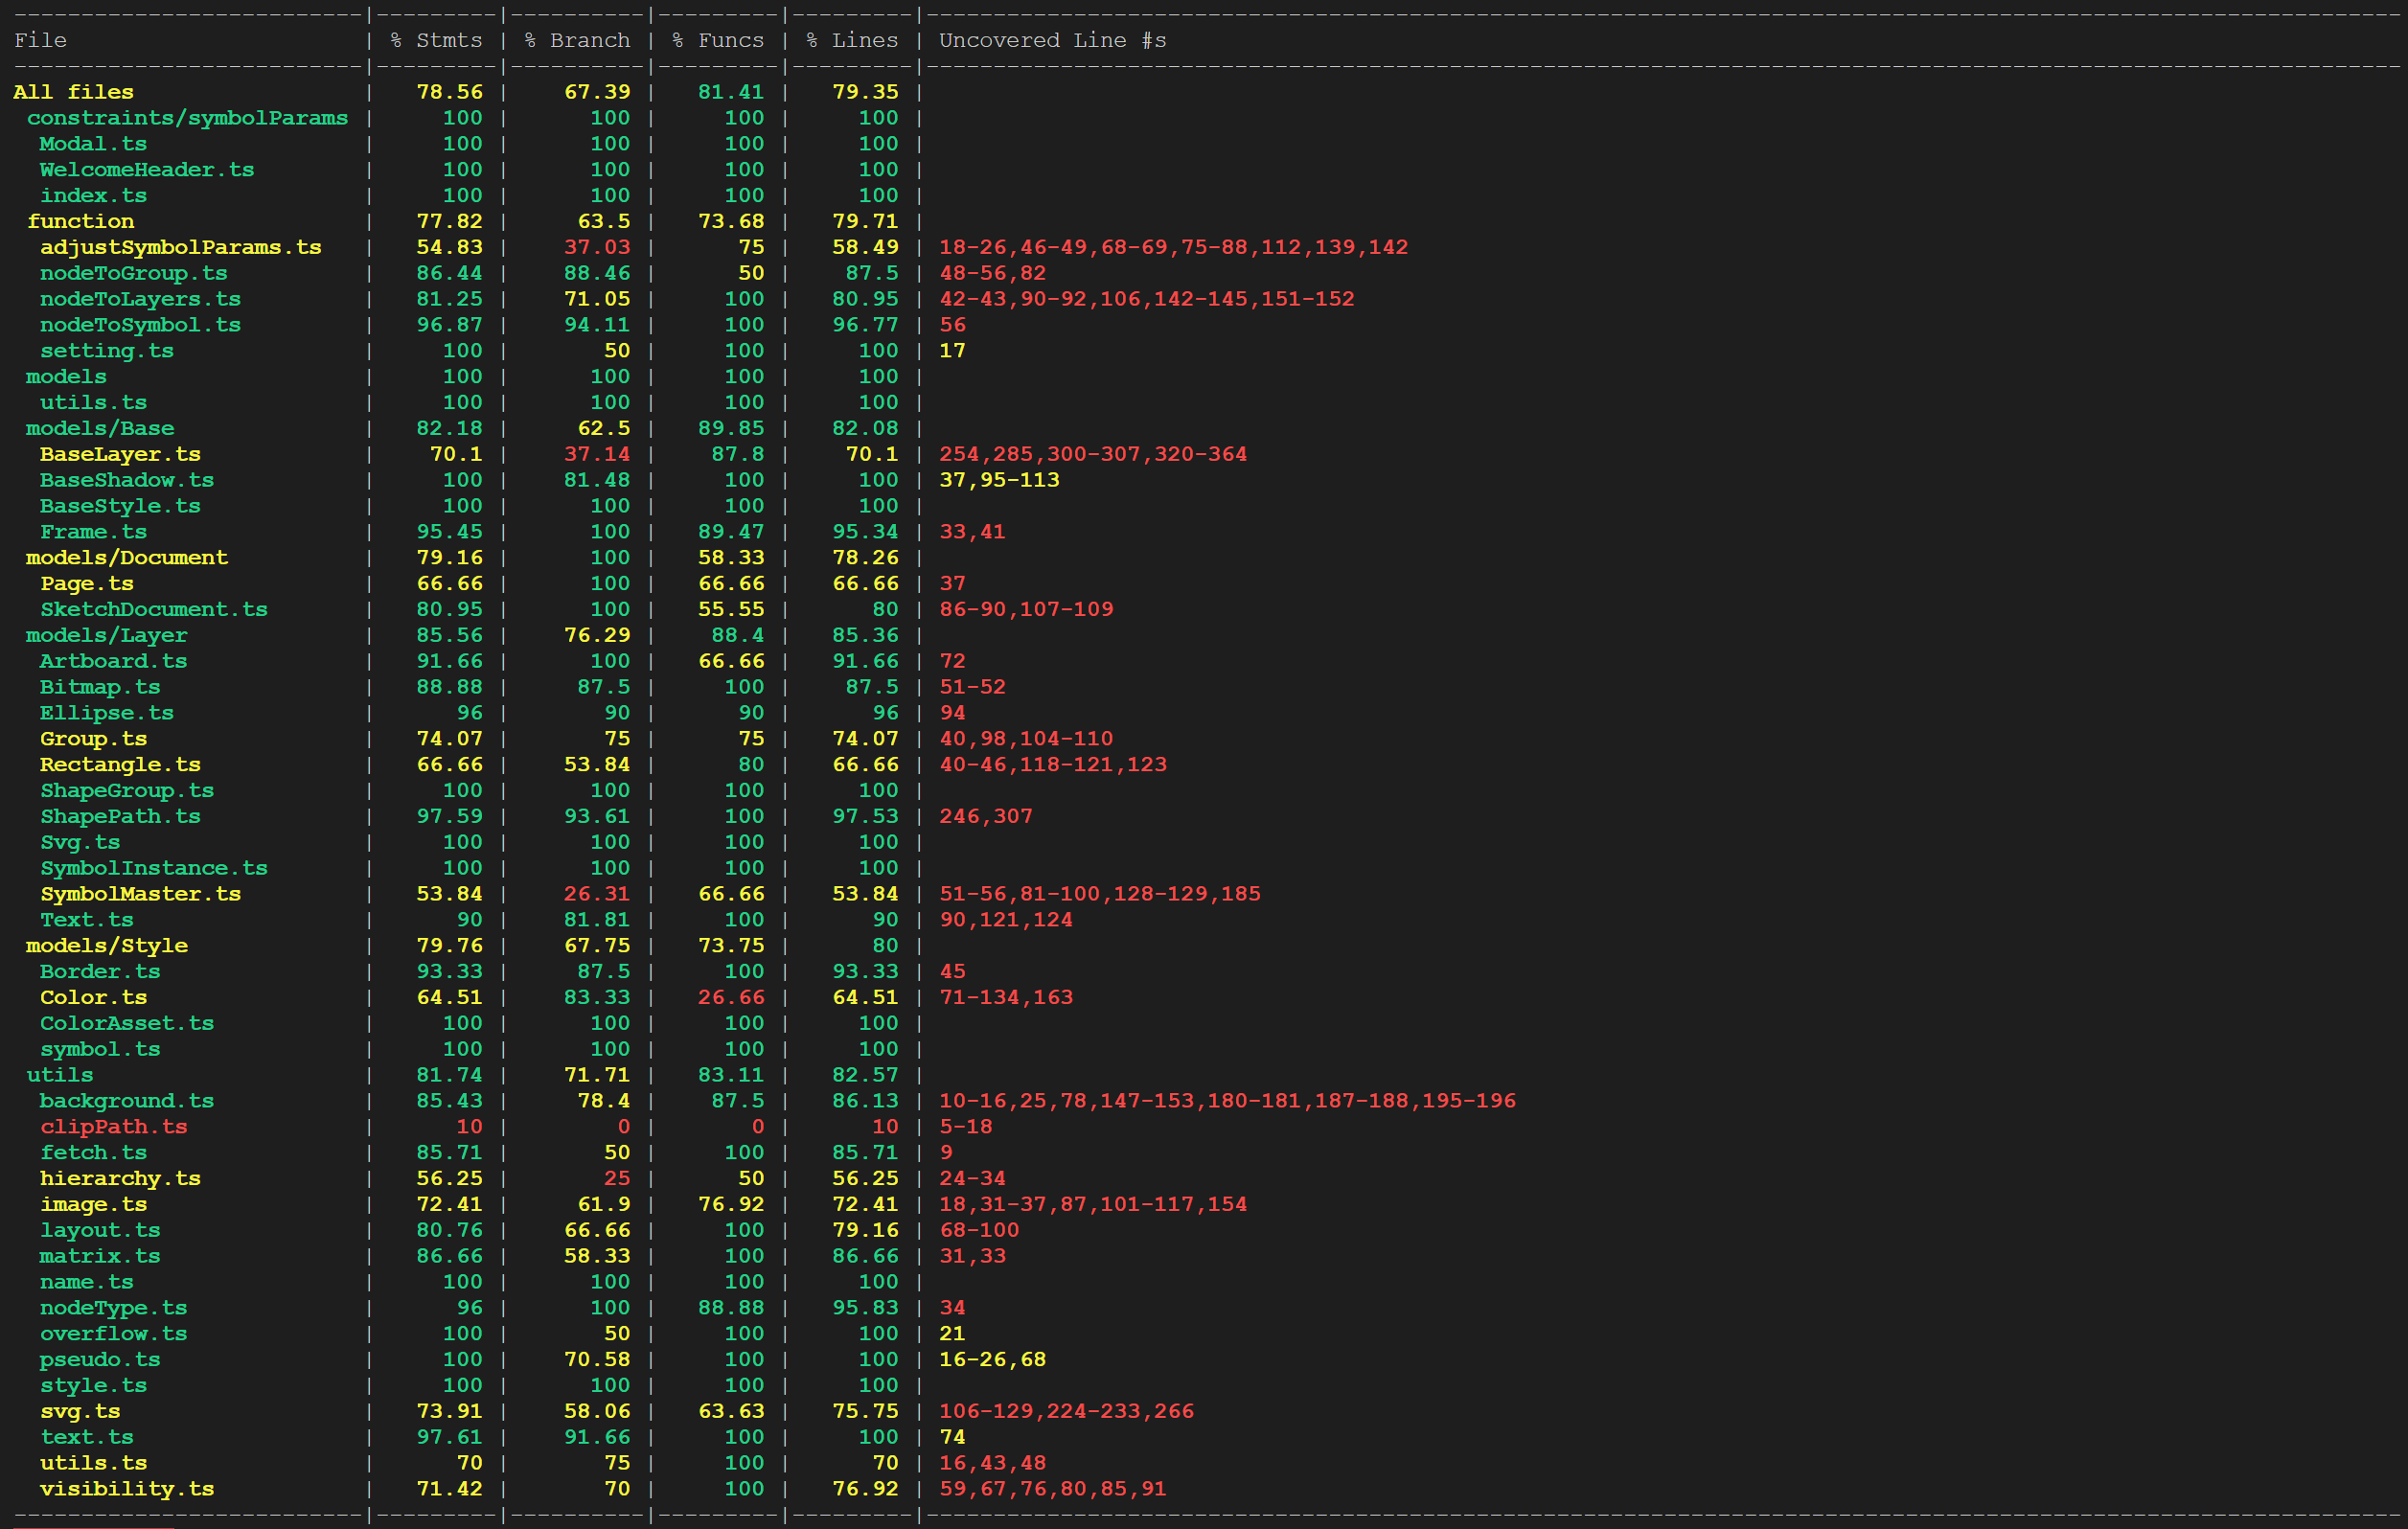 --------------------------|---------|----------|---------|---------|--------------------------------------------------------------------------------------------------------------
File                      | % Stmts | % Branch | % Funcs | % Lines | Uncovered Line #s
--------------------------|---------|----------|---------|---------|--------------------------------------------------------------------------------------------------------------
All files                 |   78.56 |    67.39 |   81.41 |   79.35 |
 constraints/symbolParams |     100 |      100 |     100 |     100 |
  Modal.ts                |     100 |      100 |     100 |     100 |
  WelcomeHeader.ts        |     100 |      100 |     100 |     100 |
  index.ts                |     100 |      100 |     100 |     100 |
 function                 |   77.82 |     63.5 |   73.68 |   79.71 |
  adjustSymbolParams.ts   |   54.83 |    37.03 |      75 |   58.49 | 18-26,46-49,68-69,75-88,112,139,142
  nodeToGroup.ts          |   86.44 |    88.46 |      50 |    87.5 | 48-56,82
  nodeToLayers.ts         |   81.25 |    71.05 |     100 |   80.95 | 42-43,90-92,106,142-145,151-152
  nodeToSymbol.ts         |   96.87 |    94.11 |     100 |   96.77 | 56
  setting.ts              |     100 |       50 |     100 |     100 | 17
 models                   |     100 |      100 |     100 |     100 |
  utils.ts                |     100 |      100 |     100 |     100 |
 models/Base              |   82.18 |     62.5 |   89.85 |   82.08 |
  BaseLayer.ts            |    70.1 |    37.14 |    87.8 |    70.1 | 254,285,300-307,320-364
  BaseShadow.ts           |     100 |    81.48 |     100 |     100 | 37,95-113
  BaseStyle.ts            |     100 |      100 |     100 |     100 |
  Frame.ts                |   95.45 |      100 |   89.47 |   95.34 | 33,41
 models/Document          |   79.16 |      100 |   58.33 |   78.26 |
  Page.ts                 |   66.66 |      100 |   66.66 |   66.66 | 37
  SketchDocument.ts       |   80.95 |      100 |   55.55 |      80 | 86-90,107-109
 models/Layer             |   85.56 |    76.29 |    88.4 |   85.36 |
  Artboard.ts             |   91.66 |      100 |   66.66 |   91.66 | 72
  Bitmap.ts               |   88.88 |     87.5 |     100 |    87.5 | 51-52
  Ellipse.ts              |      96 |       90 |      90 |      96 | 94
  Group.ts                |   74.07 |       75 |      75 |   74.07 | 40,98,104-110
  Rectangle.ts            |   66.66 |    53.84 |      80 |   66.66 | 40-46,118-121,123
  ShapeGroup.ts           |     100 |      100 |     100 |     100 |
  ShapePath.ts            |   97.59 |    93.61 |     100 |   97.53 | 246,307
  Svg.ts                  |     100 |      100 |     100 |     100 |
  SymbolInstance.ts       |     100 |      100 |     100 |     100 |
  SymbolMaster.ts         |   53.84 |    26.31 |   66.66 |   53.84 | 51-56,81-100,128-129,185
  Text.ts                 |      90 |    81.81 |     100 |      90 | 90,121,124
 models/Style             |   79.76 |    67.75 |   73.75 |      80 |
  Border.ts               |   93.33 |     87.5 |     100 |   93.33 | 45
  Color.ts                |   64.51 |    83.33 |   26.66 |   64.51 | 71-134,163
  ColorAsset.ts           |     100 |      100 |     100 |     100 |
  symbol.ts               |     100 |      100 |     100 |     100 |
 utils                    |   81.74 |    71.71 |   83.11 |   82.57 |
  background.ts           |   85.43 |     78.4 |    87.5 |   86.13 | 10-16,25,78,147-153,180-181,187-188,195-196
  clipPath.ts             |      10 |        0 |       0 |      10 | 5-18
  fetch.ts                |   85.71 |       50 |     100 |   85.71 | 9
  hierarchy.ts            |   56.25 |       25 |      50 |   56.25 | 24-34
  image.ts                |   72.41 |     61.9 |   76.92 |   72.41 | 18,31-37,87,101-117,154
  layout.ts               |   80.76 |    66.66 |     100 |   79.16 | 68-100
  matrix.ts               |   86.66 |    58.33 |     100 |   86.66 | 31,33
  name.ts                 |     100 |      100 |     100 |     100 |
  nodeType.ts             |      96 |      100 |   88.88 |   95.83 | 34
  overflow.ts             |     100 |       50 |     100 |     100 | 21
  pseudo.ts               |     100 |    70.58 |     100 |     100 | 16-26,68
  style.ts                |     100 |      100 |     100 |     100 |
  svg.ts                  |   73.91 |    58.06 |   63.63 |   75.75 | 106-129,224-233,266
  text.ts                 |   97.61 |    91.66 |     100 |     100 | 74
  utils.ts                |      70 |       75 |     100 |      70 | 16,43,48
  visibility.ts           |   71.42 |       70 |     100 |   76.92 | 59,67,76,80,85,91
--------------------------|---------|----------|---------|---------|--------------------------------------------------------------------------------------------------------------